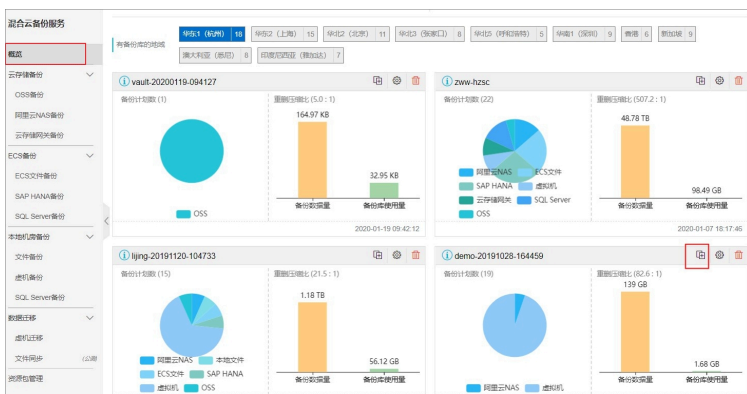 混合云备份服务
概览
云存储备份
OSS备份
阿里云NAS备份
云存储网关备份
ECS备份
ECS文件备份
SAP HANA备份
SQL Server备份
本地机房备份
文件备份
虚机备份
SQL Server备份
数据迁移
虚机迁移
文件同步 (公测
资源包管理
有备份库的地域
华东1 (杭州) 18 华东2 (上海) 15 华北2 (北京) 11 华北3 (张家口) 8 华北5 (呼和浩特) 5 华南1 (深圳) 9 香港 6 新加坡 9
澳大利亚 (悉尼) 8 印度尼西亚 (雅加达) 7
vault-20200119-094127
备份计划数 (1) 重删压缩比 (5.0 : 1)
164.97 KB
32.95 KB
OSS
备份数据量 备份库使用量
2020-01-19 09:42:12
zww-hzsc
备份计划数 (22) 重删压缩比 (507.2 : 1)
48.78 TB
98.49 GB
阿里云NAS ECS文件
SAP HANA 虚拟机
云存储网关 SQL Server
OSS
备份数据量 备份库使用量
2020-01-07 18:17:46
lijing-20191120-104733
备份计划数 (15) 重删压缩比 (21.5 : 1)
1.18 TB
56.12 GB
阿里云NAS 本地文件
ECS文件 SAP HANA
虚拟机 OSS
备份数据量 备份库使用量
demo-20191028-164459
备份计划数 (19) 重删压缩比 (82.6 : 1)
139 GB
1.68 GB
阿里云NAS 虚拟机
备份数据量 备份库使用量